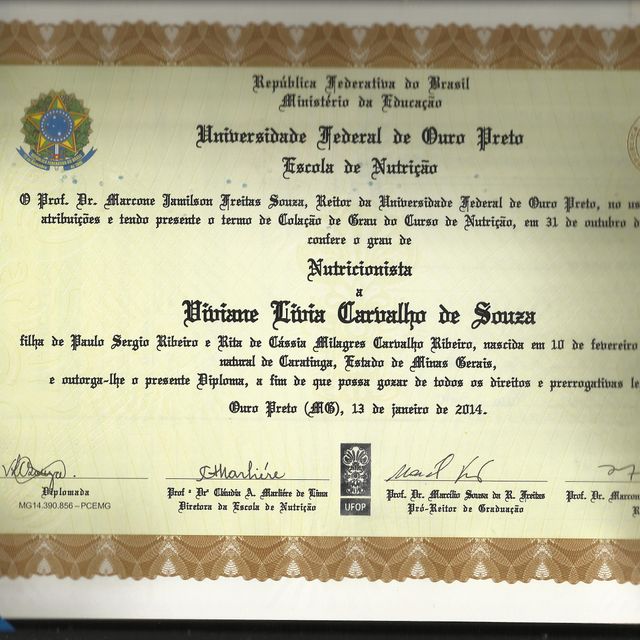 República Federativa do Brasil
Ministério da Educação
Universidade Federal de Ouro Preto
Escola de Nutrição
O Prof. Dr. Marcone Jamilson Freitas Souza, Reitor da Universidade Federal de Ouro Preto, no
atribuições e tendo presente o termo de Colação de Grau do Curso de Nutrição, em 31 de outubro
confere o grau de
Nutricionista
a
Viviane Lívia Carvalho de Souza
filha de Paulo Sergio Ribeiro e Rita de Cássia Milagres Carvalho Ribeiro, nascida em 10 de fevereiro
natural de Caratinga, Estado de Minas Gerais,
e outorga-lhe o presente Diploma, a fim de que possa gozar de todos os direitos e prerrogativas
Ouro Preto (MG), 13 de janeiro de 2014.
Diplomada
MG14.390.856 – PCEMG
Prof ª Drª Cláudia A. Marliére de Lima
Diretora da Escola de Nutrição
UFOP
Prof. Dr. Marcílio Sousa da R. Freitas
Pró-Reitor de Graduação
Prof. Dr.